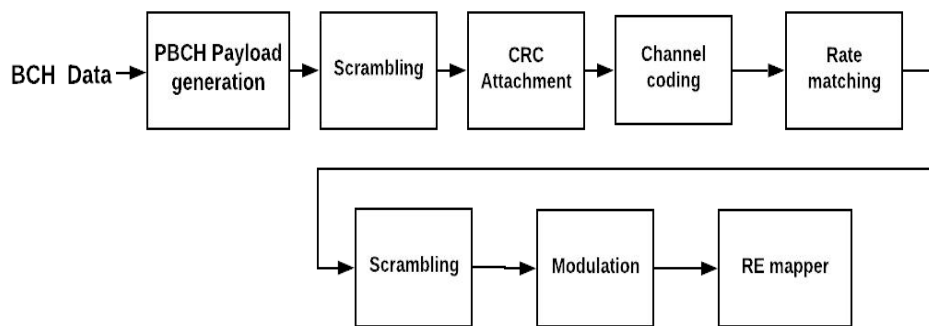 BCH Data
PBCH Payload
generation
Scrambling
CRC
Attachment
Channel
coding
Rate
matching
Scrambling
Modulation
RE mapper